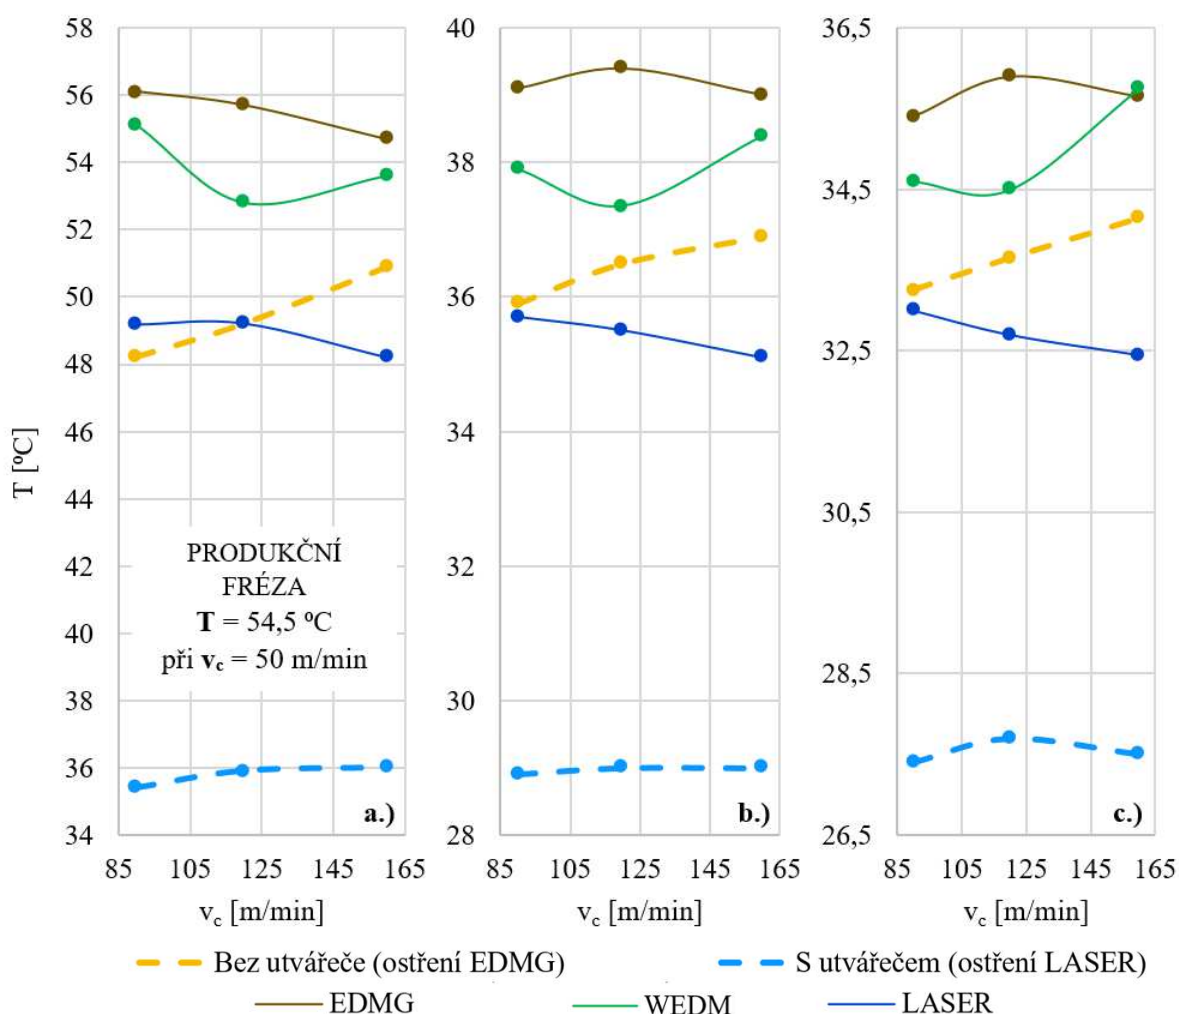 58
56
54
52
50
48
46
44
42
40
38
36
34
T [ºC]
PRODUKČNÍ
FRÉZA
T = 54,5 ºC
při vc = 50 m/min
a.)
85 105 125 145 165
vc [m/min]
40
38
36
34
32
30
28
b.)
85 105 125 145 165
vc [m/min]
36,5
34,5
32,5
30,5
28,5
26,5
c.)
85 105 125 145 165
vc [m/min]
Bez utvářeče (ostření EDMG) S utvářečem (ostření LASER)
EDMG WEDM LASER